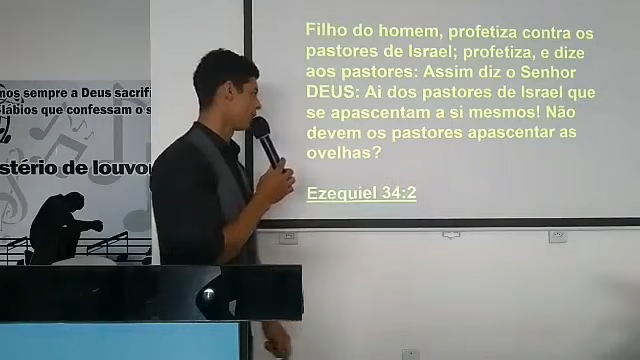 Filho do homem, profetiza contra os
pastores de Israel; profetiza, e dize
aos pastores: Assim diz o Senhor
DEUS: Ai dos pastores de Israel que
se apascentam a si mesmos! Não
devem os pastores apascentar as
ovelhas?
Ezequiel 34:2
mos sempre a Deus sacrifí
lábios que confessam o s
stério de louvor